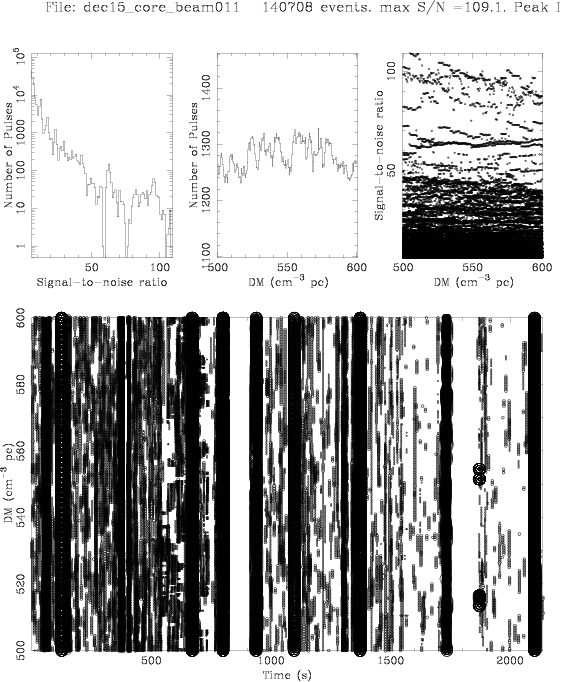 File: dec15_core_beam011 140708 events. max S/N =109.1. Peak I
Number of Pulses
1 10 100 1000 10⁴ 10⁵
50 100
Signal-to-noise ratio
Number of Pulses
1100 1200 1300 1400
500 550 600
DM (cm⁻³ pc)
Signal-to-noise ratio
50 100
500 550 600
DM (cm⁻³ pc)
DM (cm⁻³ pc)
500 520 540 560 580 600
500 1000 1500 2000
Time (s)